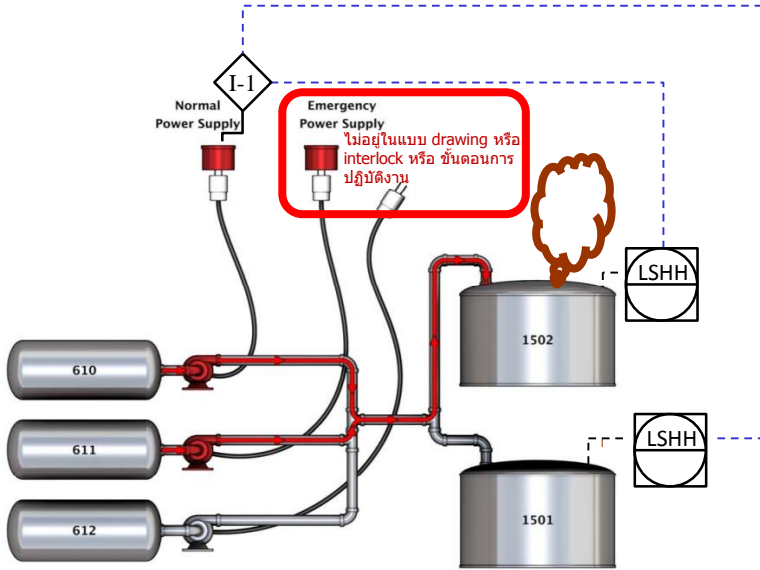 I-1
Normal
Power Supply
Emergency
Power Supply
ไม่อยู่ในแบบ drawing หรือ
interlock หรือ ขั้นตอนการ
ปฏิบัติงาน
LSHH
1502
610
LSHH
611
1501
612